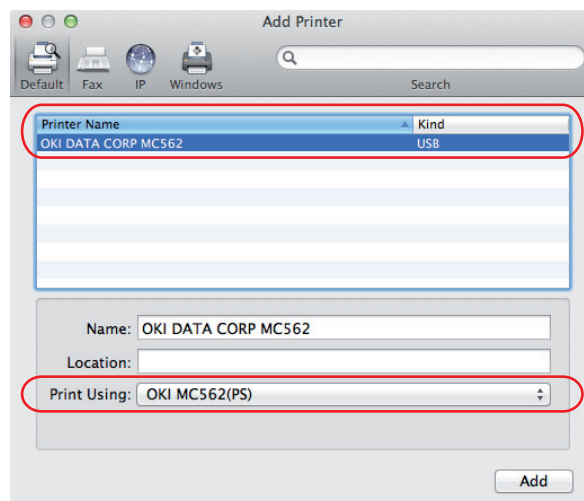 Add Printer
Default Fax IP Windows Search
Printer Name Kind
OKI DATA CORP MC562 USB
Name: OKI DATA CORP MC562
Location:
Print Using: OKI MC562(PS)
Add